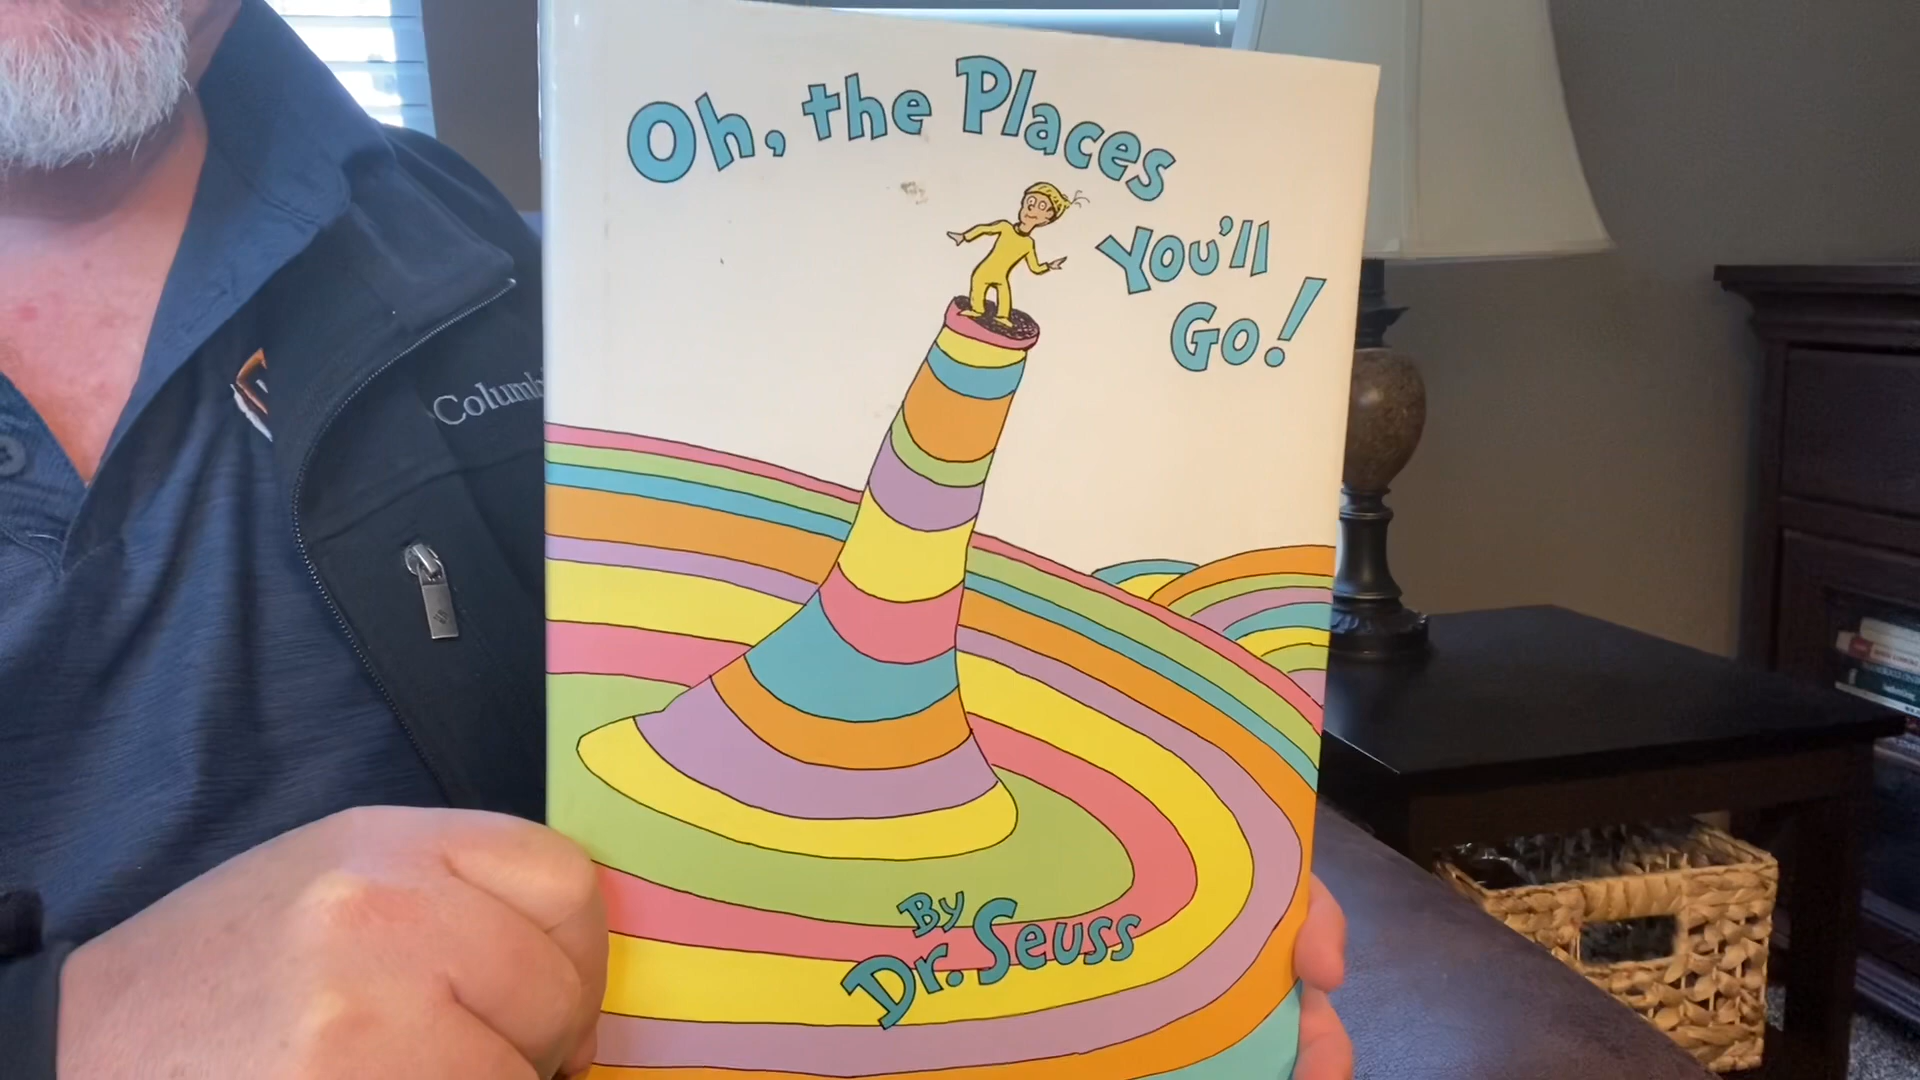 Oh, the Places
You'll
Go!
Columb
By
Dr. Seuss